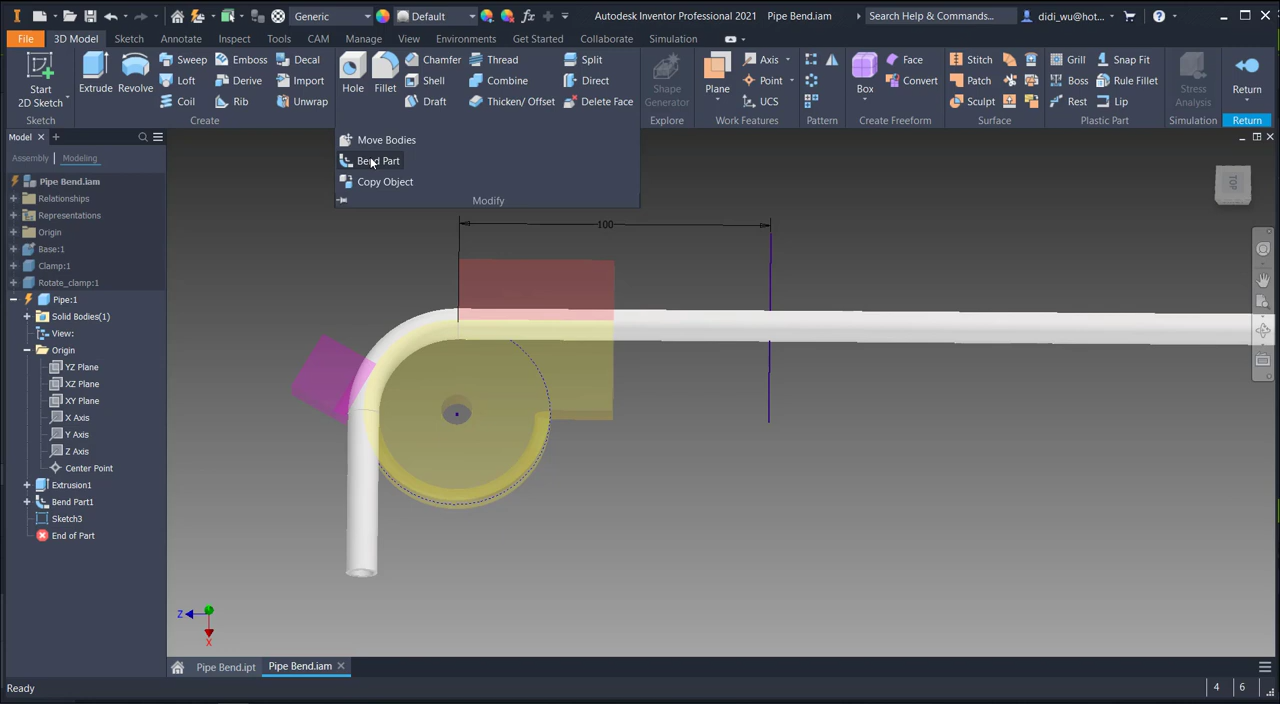 Generic
Default
Autodesk Inventor Professional 2021 Pipe Bend.iam
Search Help & Commands...
didi_wu@hot...
File 3D Model Sketch Annotate Inspect Tools CAM Manage View Environments Get Started Collaborate Simulation
Start
2D Sketch
Extrude
Revolve
Sweep
Loft
Coil
Emboss
Derive
Rib
Decal
Import
Unwrap
Hole
Fillet
Chamfer
Shell
Draft
Thread
Combine
Thicken/ Offset
Split
Direct
Delete Face
Shape
Generator
Plane
Axis
Point
UCS
Box
Face
Convert
Stitch
Patch
Sculpt
Grill
Boss
Rest
Snap Fit
Rule Fillet
Lip
Stress
Analysis
Return
Sketch Create Explore Work Features Pattern Create Freeform Surface Plastic Part Simulation Return
Move Bodies
Bend Part
Copy Object
Modify
Model
Assembly Modeling
Pipe Bend.iam
Relationships
Representations
Origin
Base:1
Clamp:1
Rotate_clamp:1
Pipe:1
Solid Bodies(1)
View:
Origin
YZ Plane
XZ Plane
XY Plane
X Axis
Y Axis
Z Axis
Center Point
Extrusion1
Bend Part1
Sketch3
End of Part
100
TOP
Z
X
Pipe Bend.ipt Pipe Bend.iam
Ready
4 6